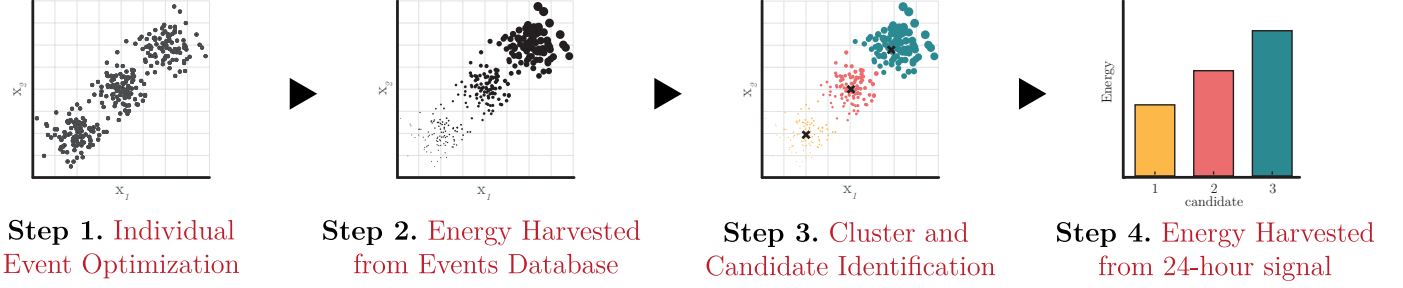 x₂
x₁
x₂
x₁
x₂
x₁
Energy
1 2 3
candidate
Step 1. Individual
Event Optimization
Step 2. Energy Harvested
from Events Database
Step 3. Cluster and
Candidate Identification
Step 4. Energy Harvested
from 24-hour signal